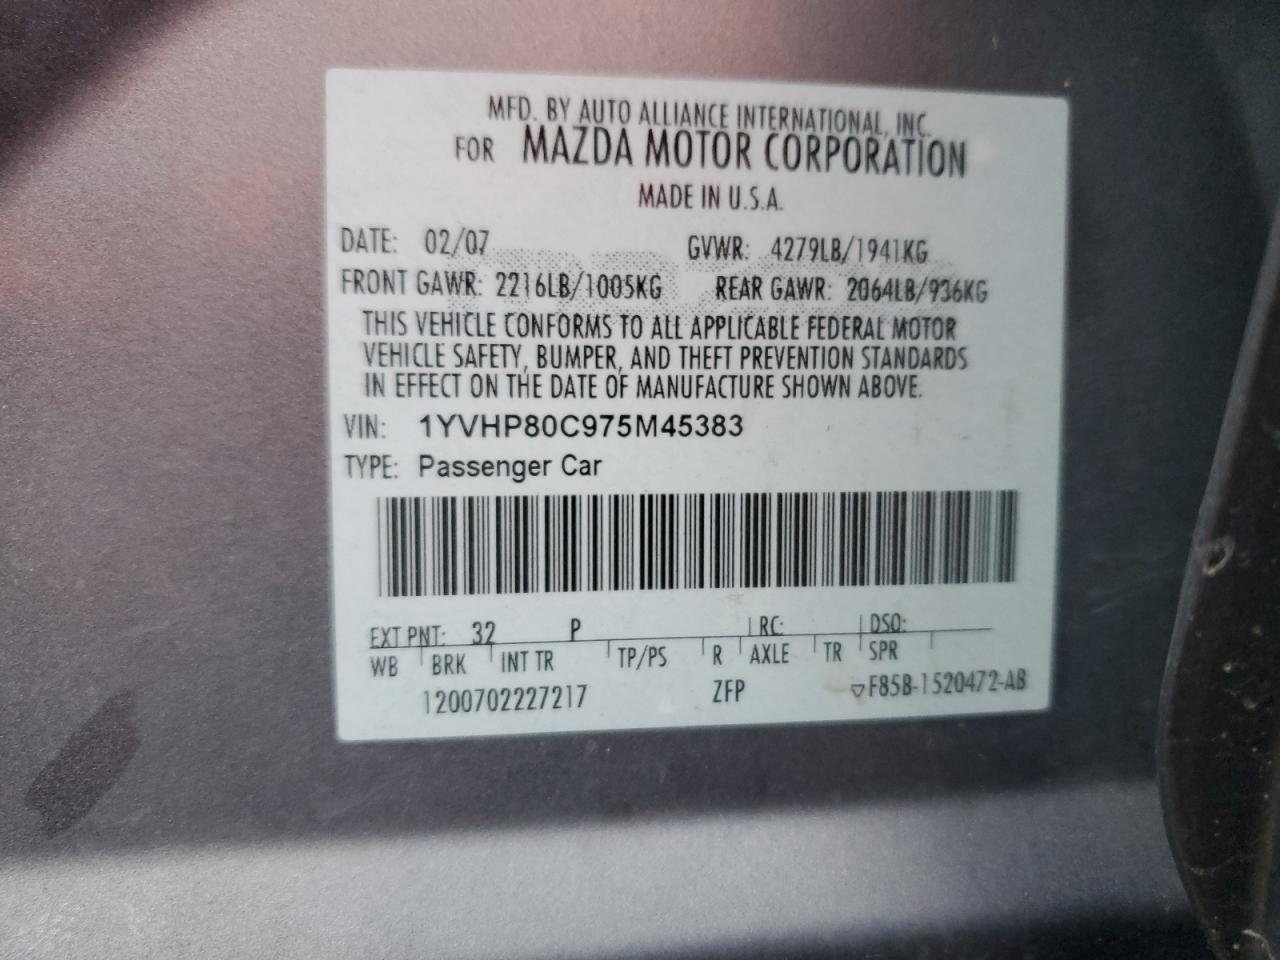 MFD. BY AUTO ALLIANCE INTERNATIONAL, INC.
FOR MAZDA MOTOR CORPORATION
MADE IN U.S.A.
DATE: 02/07 GVWR: 4279LB/1941KG
FRONT GAWR: 2216LB/1005KG REAR GAWR: 2064LB/936KG
THIS VEHICLE CONFORMS TO ALL APPLICABLE FEDERAL MOTOR
VEHICLE SAFETY, BUMPER, AND THEFT PREVENTION STANDARDS
IN EFFECT ON THE DATE OF MANUFACTURE SHOWN ABOVE.
VIN: 1YVHP80C975M45383
TYPE: Passenger Car
EXT PNT: 32 P RC: DSO:
WB BRK INT TR TP/PS R AXLE TR SPR
1200702227217 ZFP F85B-1520472-AB